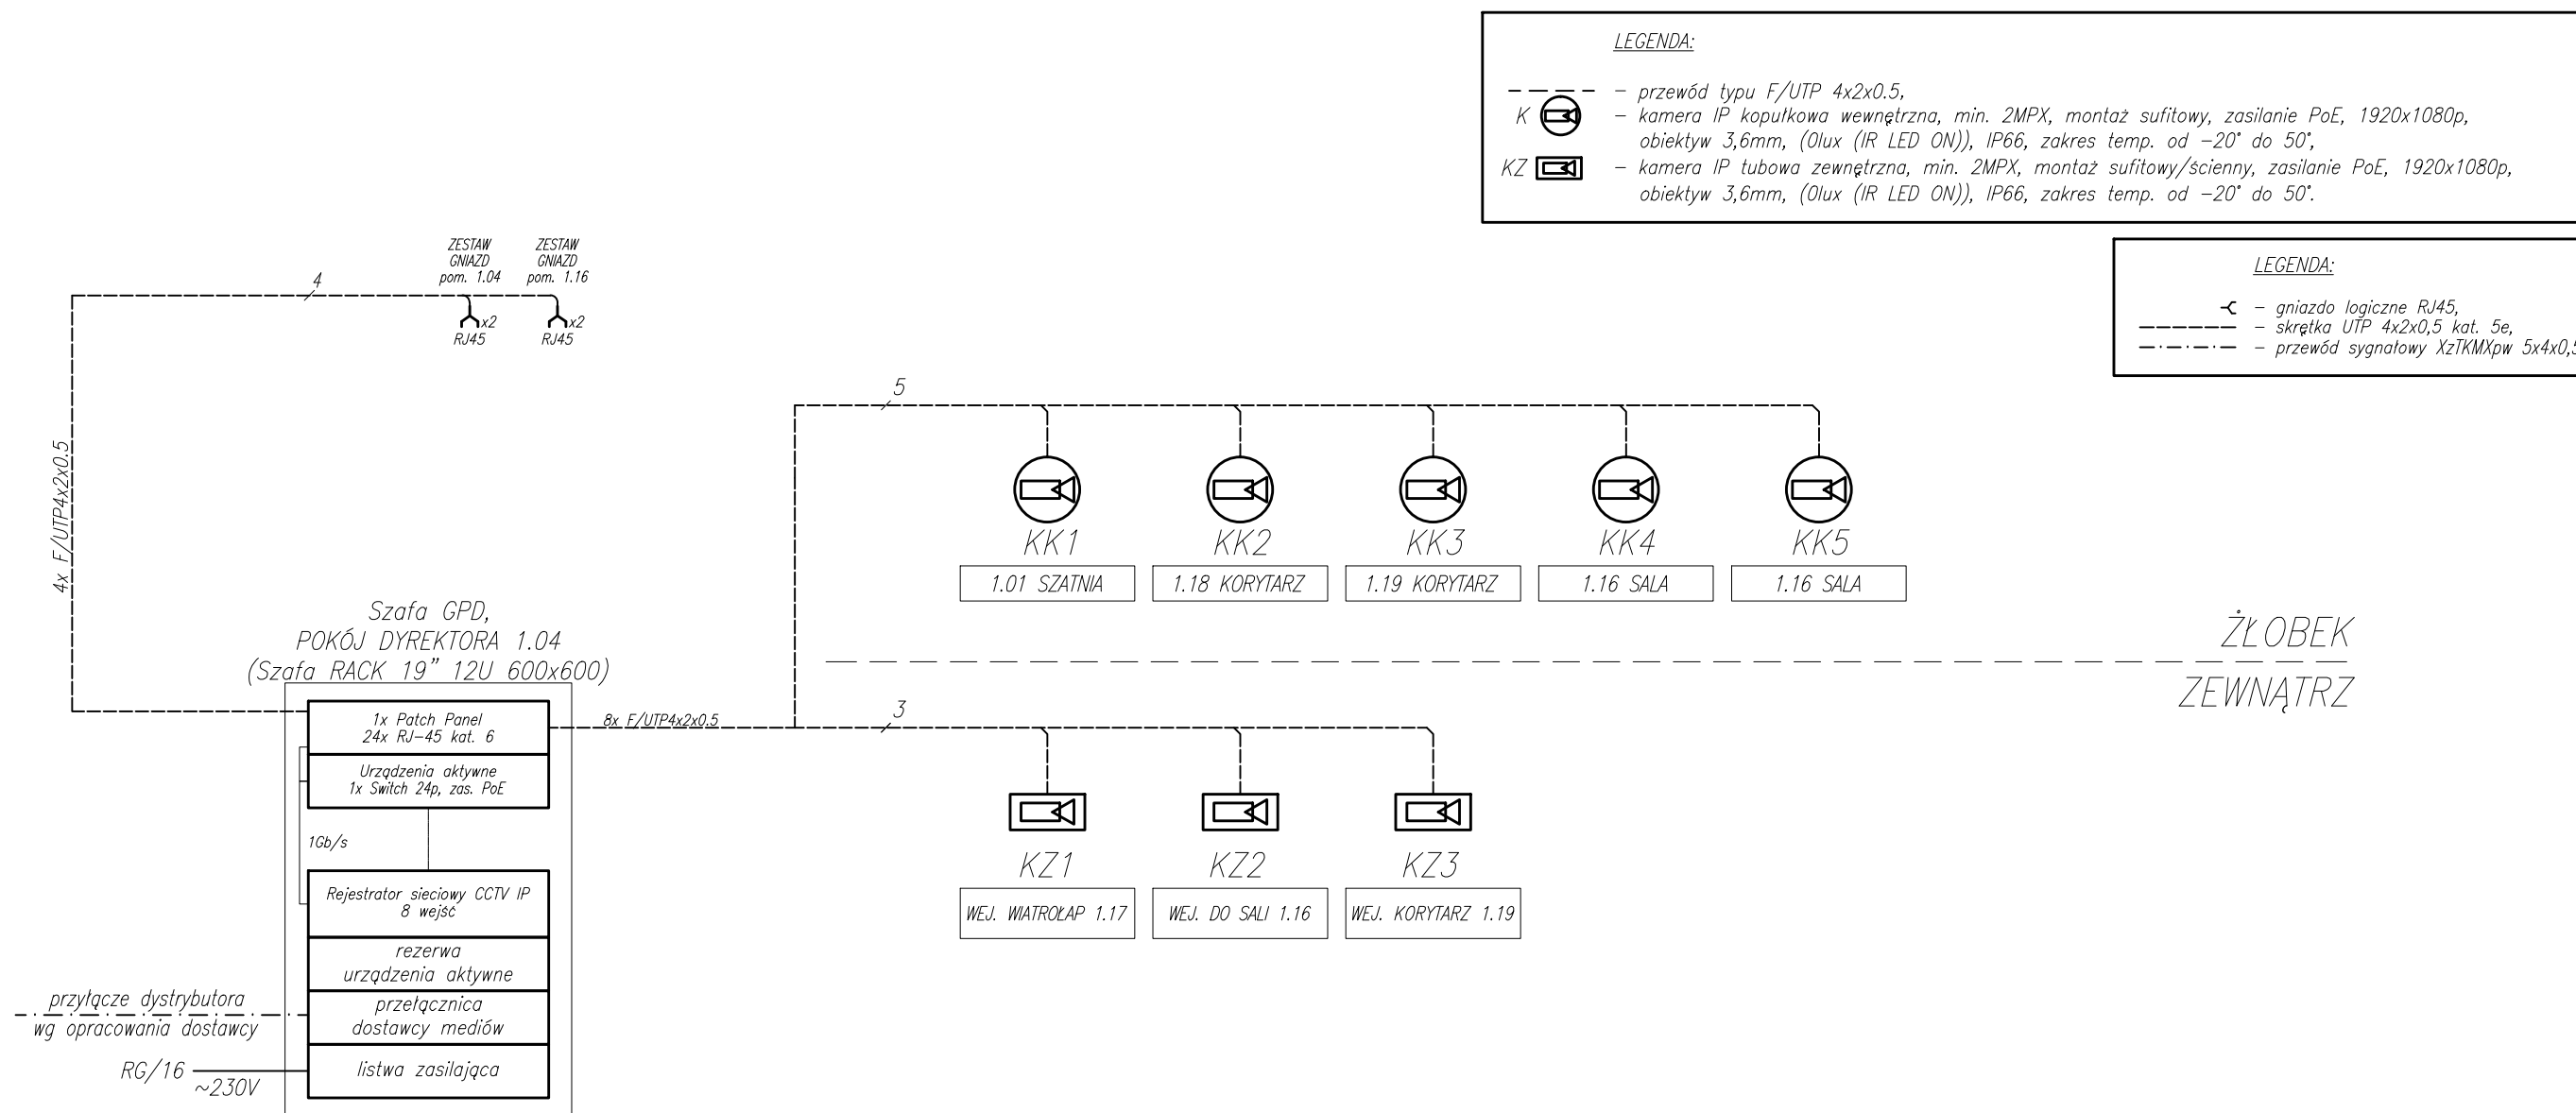 LEGENDA:
– przewód typu F/UTP 4x2x0.5,
K – kamera IP kopułkowa wewnętrzna, min. 2MPX, montaż sufitowy, zasilanie PoE, 1920x1080p,
obiektyw 3,6mm, (0lux (IR LED ON)), IP66, zakres temp. od –20° do 50°,
KZ – kamera IP tubowa zewnętrzna, min. 2MPX, montaż sufitowy/ścienny, zasilanie PoE, 1920x1080p,
obiektyw 3,6mm, (0lux (IR LED ON)), IP66, zakres temp. od –20° do 50°.
LEGENDA:
– gniazdo logiczne RJ45,
– skrętka UTP 4x2x0,5 kat. 5e,
– przewód sygnałowy XzTKMXpw 5x4x0,5
ZESTAW
GNIAZD
pom. 1.04
ZESTAW
GNIAZD
pom. 1.16
4
x2
RJ45
x2
RJ45
4x F/UTP4x2x0.5
5
KK1
KK2
KK3
KK4
KK5
1.01 SZATNIA
1.18 KORYTARZ
1.19 KORYTARZ
1.16 SALA
1.16 SALA
ŻŁOBEK
ZEWNĄTRZ
Szafa GPD,
POKÓJ DYREKTORA 1.04
(Szafa RACK 19" 12U 600x600)
1x Patch Panel
24x RJ–45 kat. 6
8x F/UTP4x2x0.5
3
Urządzenia aktywne
1x Switch 24p, zas. PoE
1Gb/s
KZ1
KZ2
KZ3
WEJ. WIATROŁAP 1.17
WEJ. DO SALI 1.16
WEJ. KORYTARZ 1.19
Rejestrator sieciowy CCTV IP
8 wejść
rezerwa
urządzenia aktywne
przyłącze dystrybutora
wg opracowania dostawcy
przełącznica
dostawcy mediów
RG/16
~230V
listwa zasilająca